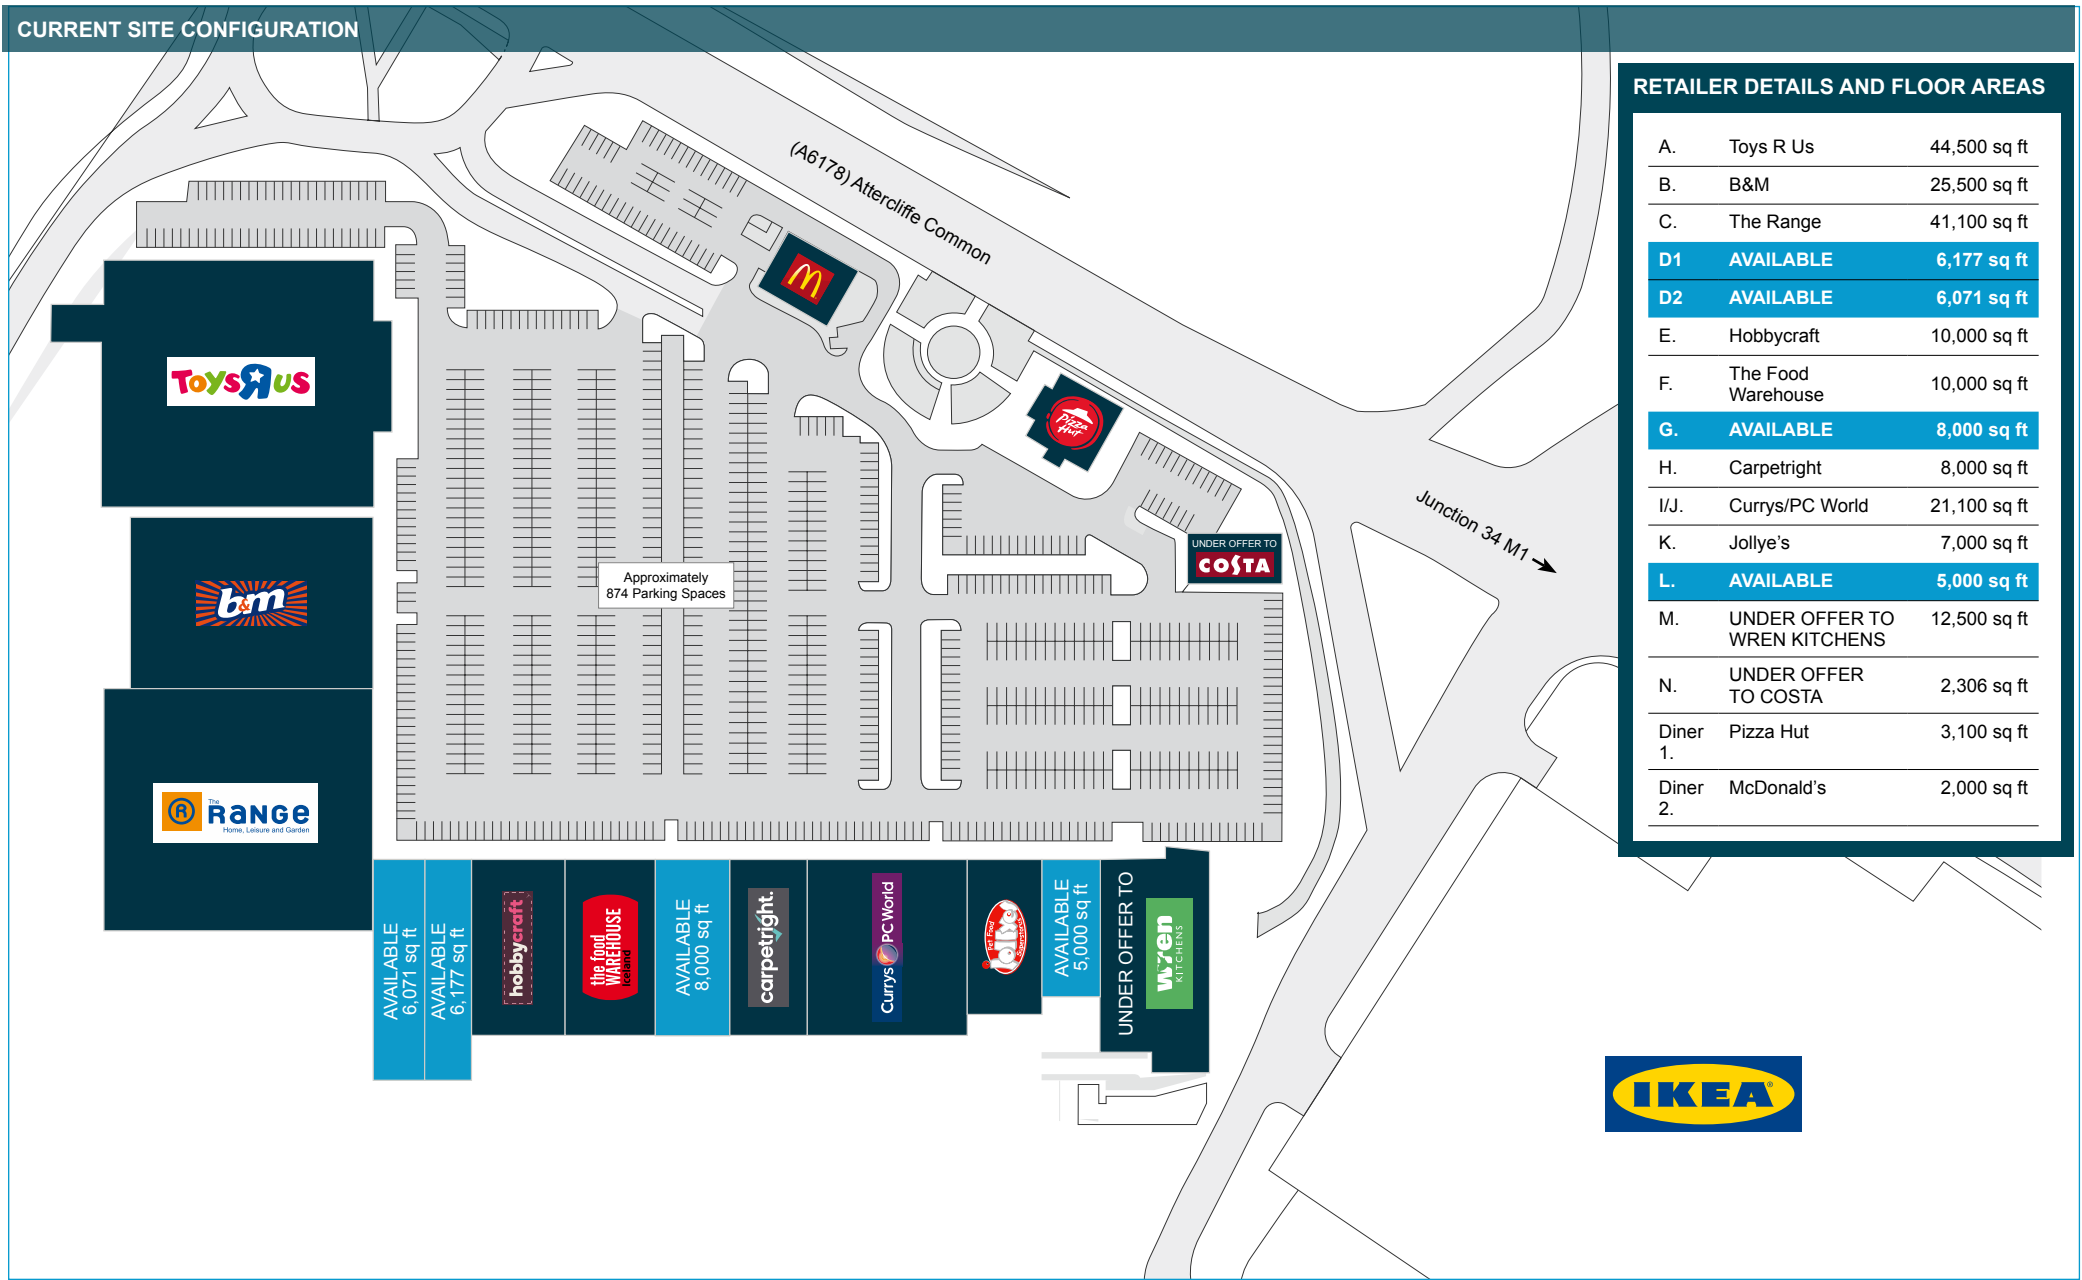 CURRENT SITE CONFIGURATION
RETAILER DETAILS AND FLOOR AREAS
A. Toys R Us 44,500 sq ft
B. B&M 25,500 sq ft
C. The Range 41,100 sq ft
D1 AVAILABLE 6,177 sq ft
D2 AVAILABLE 6,071 sq ft
E. Hobbycraft 10,000 sq ft
F. The Food
Warehouse 10,000 sq ft
G. AVAILABLE 8,000 sq ft
H. Carpetright 8,000 sq ft
I/J. Currys/PC World 21,100 sq ft
K. Jollye's 7,000 sq ft
L. AVAILABLE 5,000 sq ft
M. UNDER OFFER TO 12,500 sq ft
WREN KITCHENS
N. UNDER OFFER
TO COSTA 2,306 sq ft
Diner Pizza Hut 3,100 sq ft
1.
Diner McDonald's 2,000 sq ft
2.
(A6178) Attercliffe Common
Junction 34 M1
TOYS R US
b&m
The
RANGE
Home, Leisure and Garden
Pizza
Hut
UNDER OFFER TO
COSTA
Approximately
874 Parking Spaces
AVAILABLE
6,071 sq ft
AVAILABLE
6,177 sq ft
hobbycraft
the food
WAREHOUSE
iceland
AVAILABLE
8,000 sq ft
carpetright.
Currys PC World
Pet Food
Jollyes
Superstores
AVAILABLE
5,000 sq ft
UNDER OFFER TO
wren
KITCHENS
IKEA